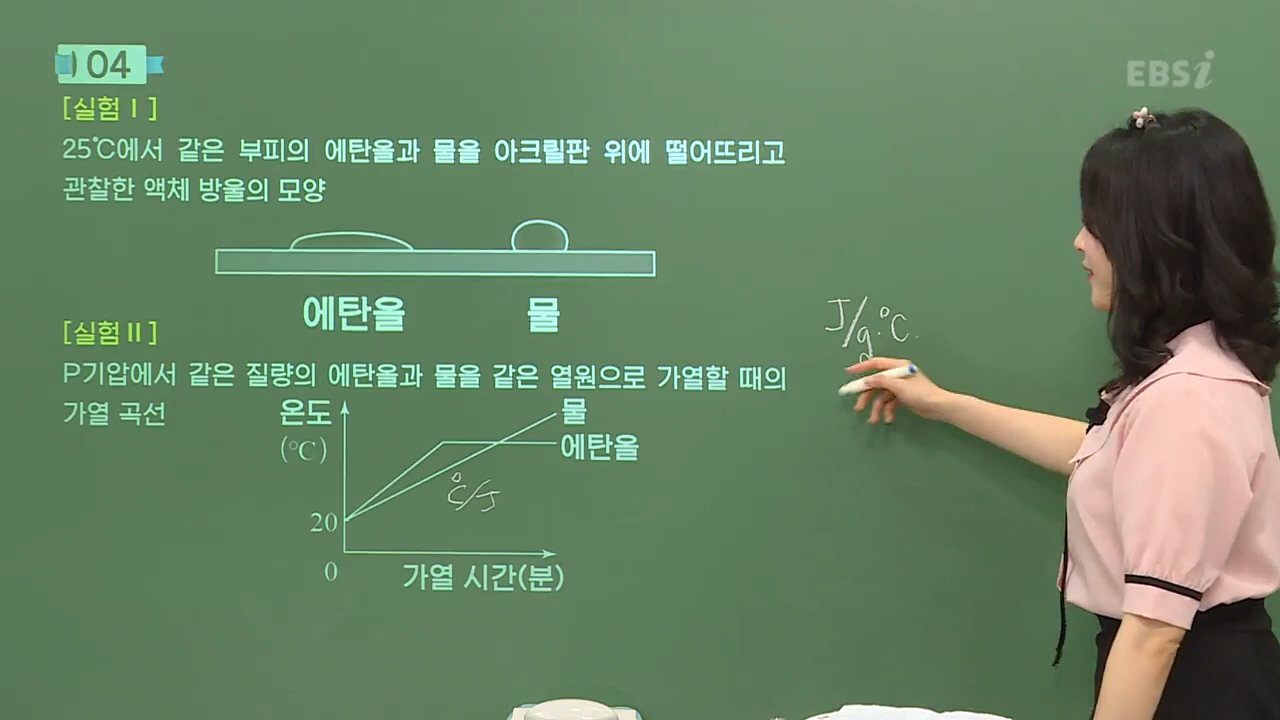 04
EBSi
[실험 Ⅰ]
25℃에서 같은 부피의 에탄올과 물을 아크릴판 위에 떨어뜨리고
관찰한 액체 방울의 모양
에탄올 물
[실험 Ⅱ]
P기압에서 같은 질량의 에탄올과 물을 같은 열원으로 가열할 때의
가열 곡선
온도
(℃)
물
에탄올
℃/J
20
0
가열 시간(분)
J/g·℃